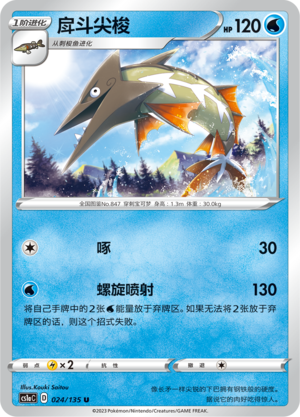 1阶进化
戽斗尖梭
HP 120
从刺梭鱼进化
全国图鉴No.847 穿刺宝可梦 身高：1.3m 体重：30.0kg
啄 30
螺旋喷射 130
将自己手牌中的2张能量放于弃牌区。如果无法将2张放于弃
牌区的话，则这个招式失败。
弱点 ×2 抗性 撤退
Illus. Kouki Saitou
CS1aC D 024/135 U
像长矛一样尖锐的下巴拥有钢铁般的硬度。
据说它的肉好吃得惊人。
©2023 Pokémon/Nintendo/Creatures/GAME FREAK.